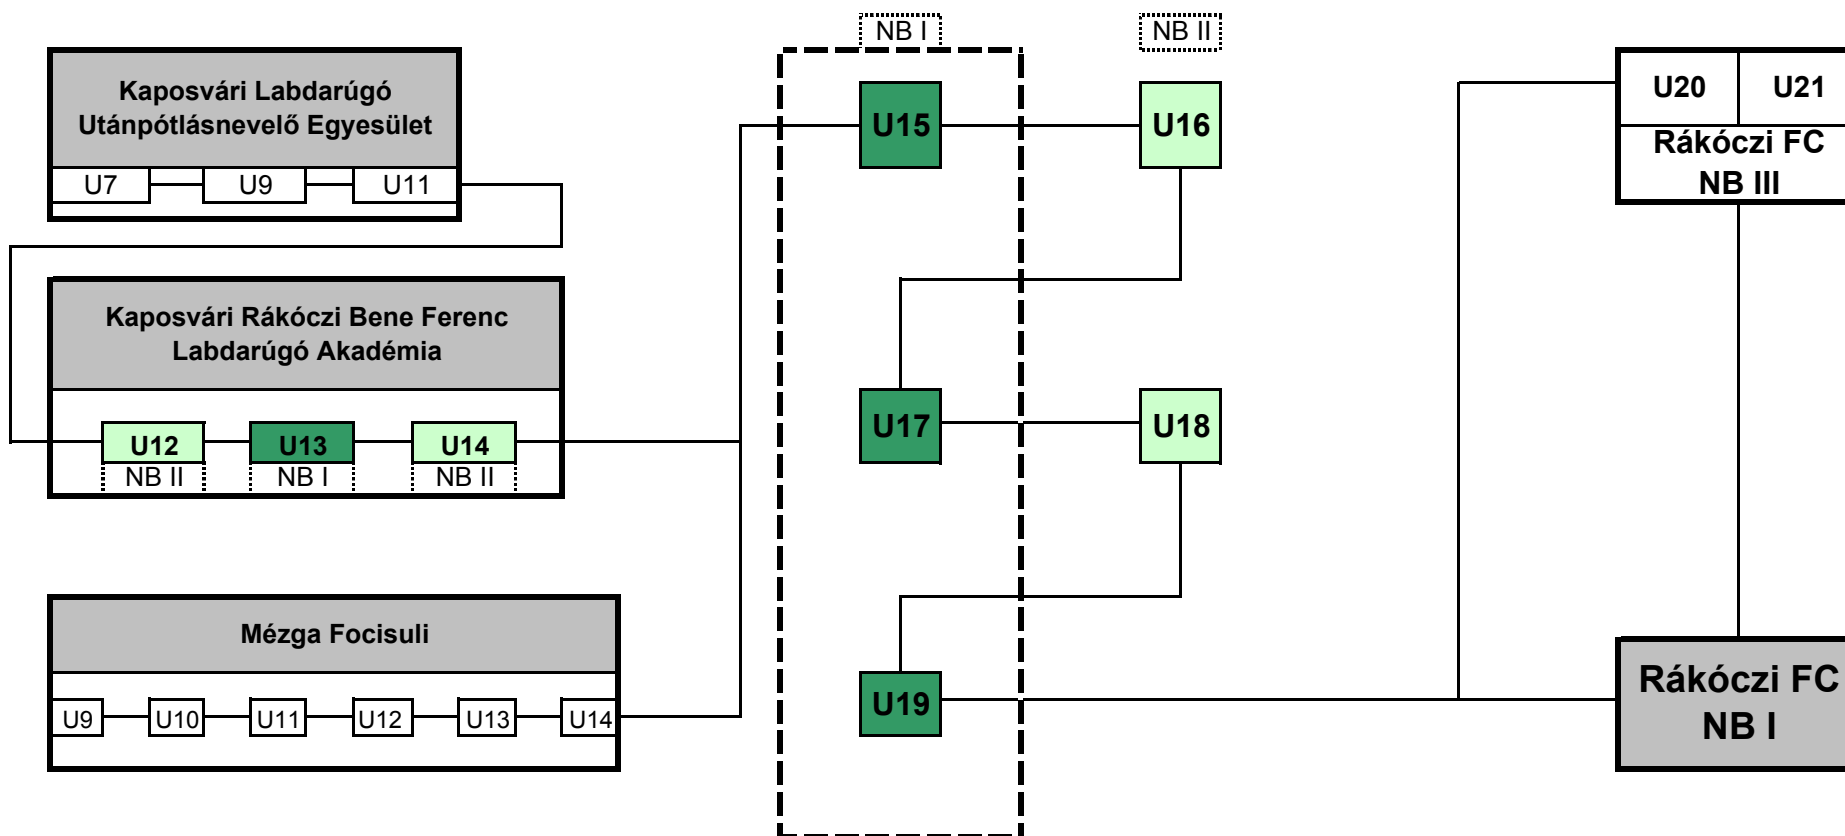 NB I
NB II
Kaposvári Labdarúgó
Utánpótlásnevelő Egyesület
U7
U9
U11
U15
U16
U20
U21
Rákóczi FC
NB III
Kaposvári Rákóczi Bene Ferenc
Labdarúgó Akadémia
U12
U13
U14
NB II
NB I
NB II
U17
U18
Mézga Focisuli
U9
U10
U11
U12
U13
U14
U19
Rákóczi FC
NB I